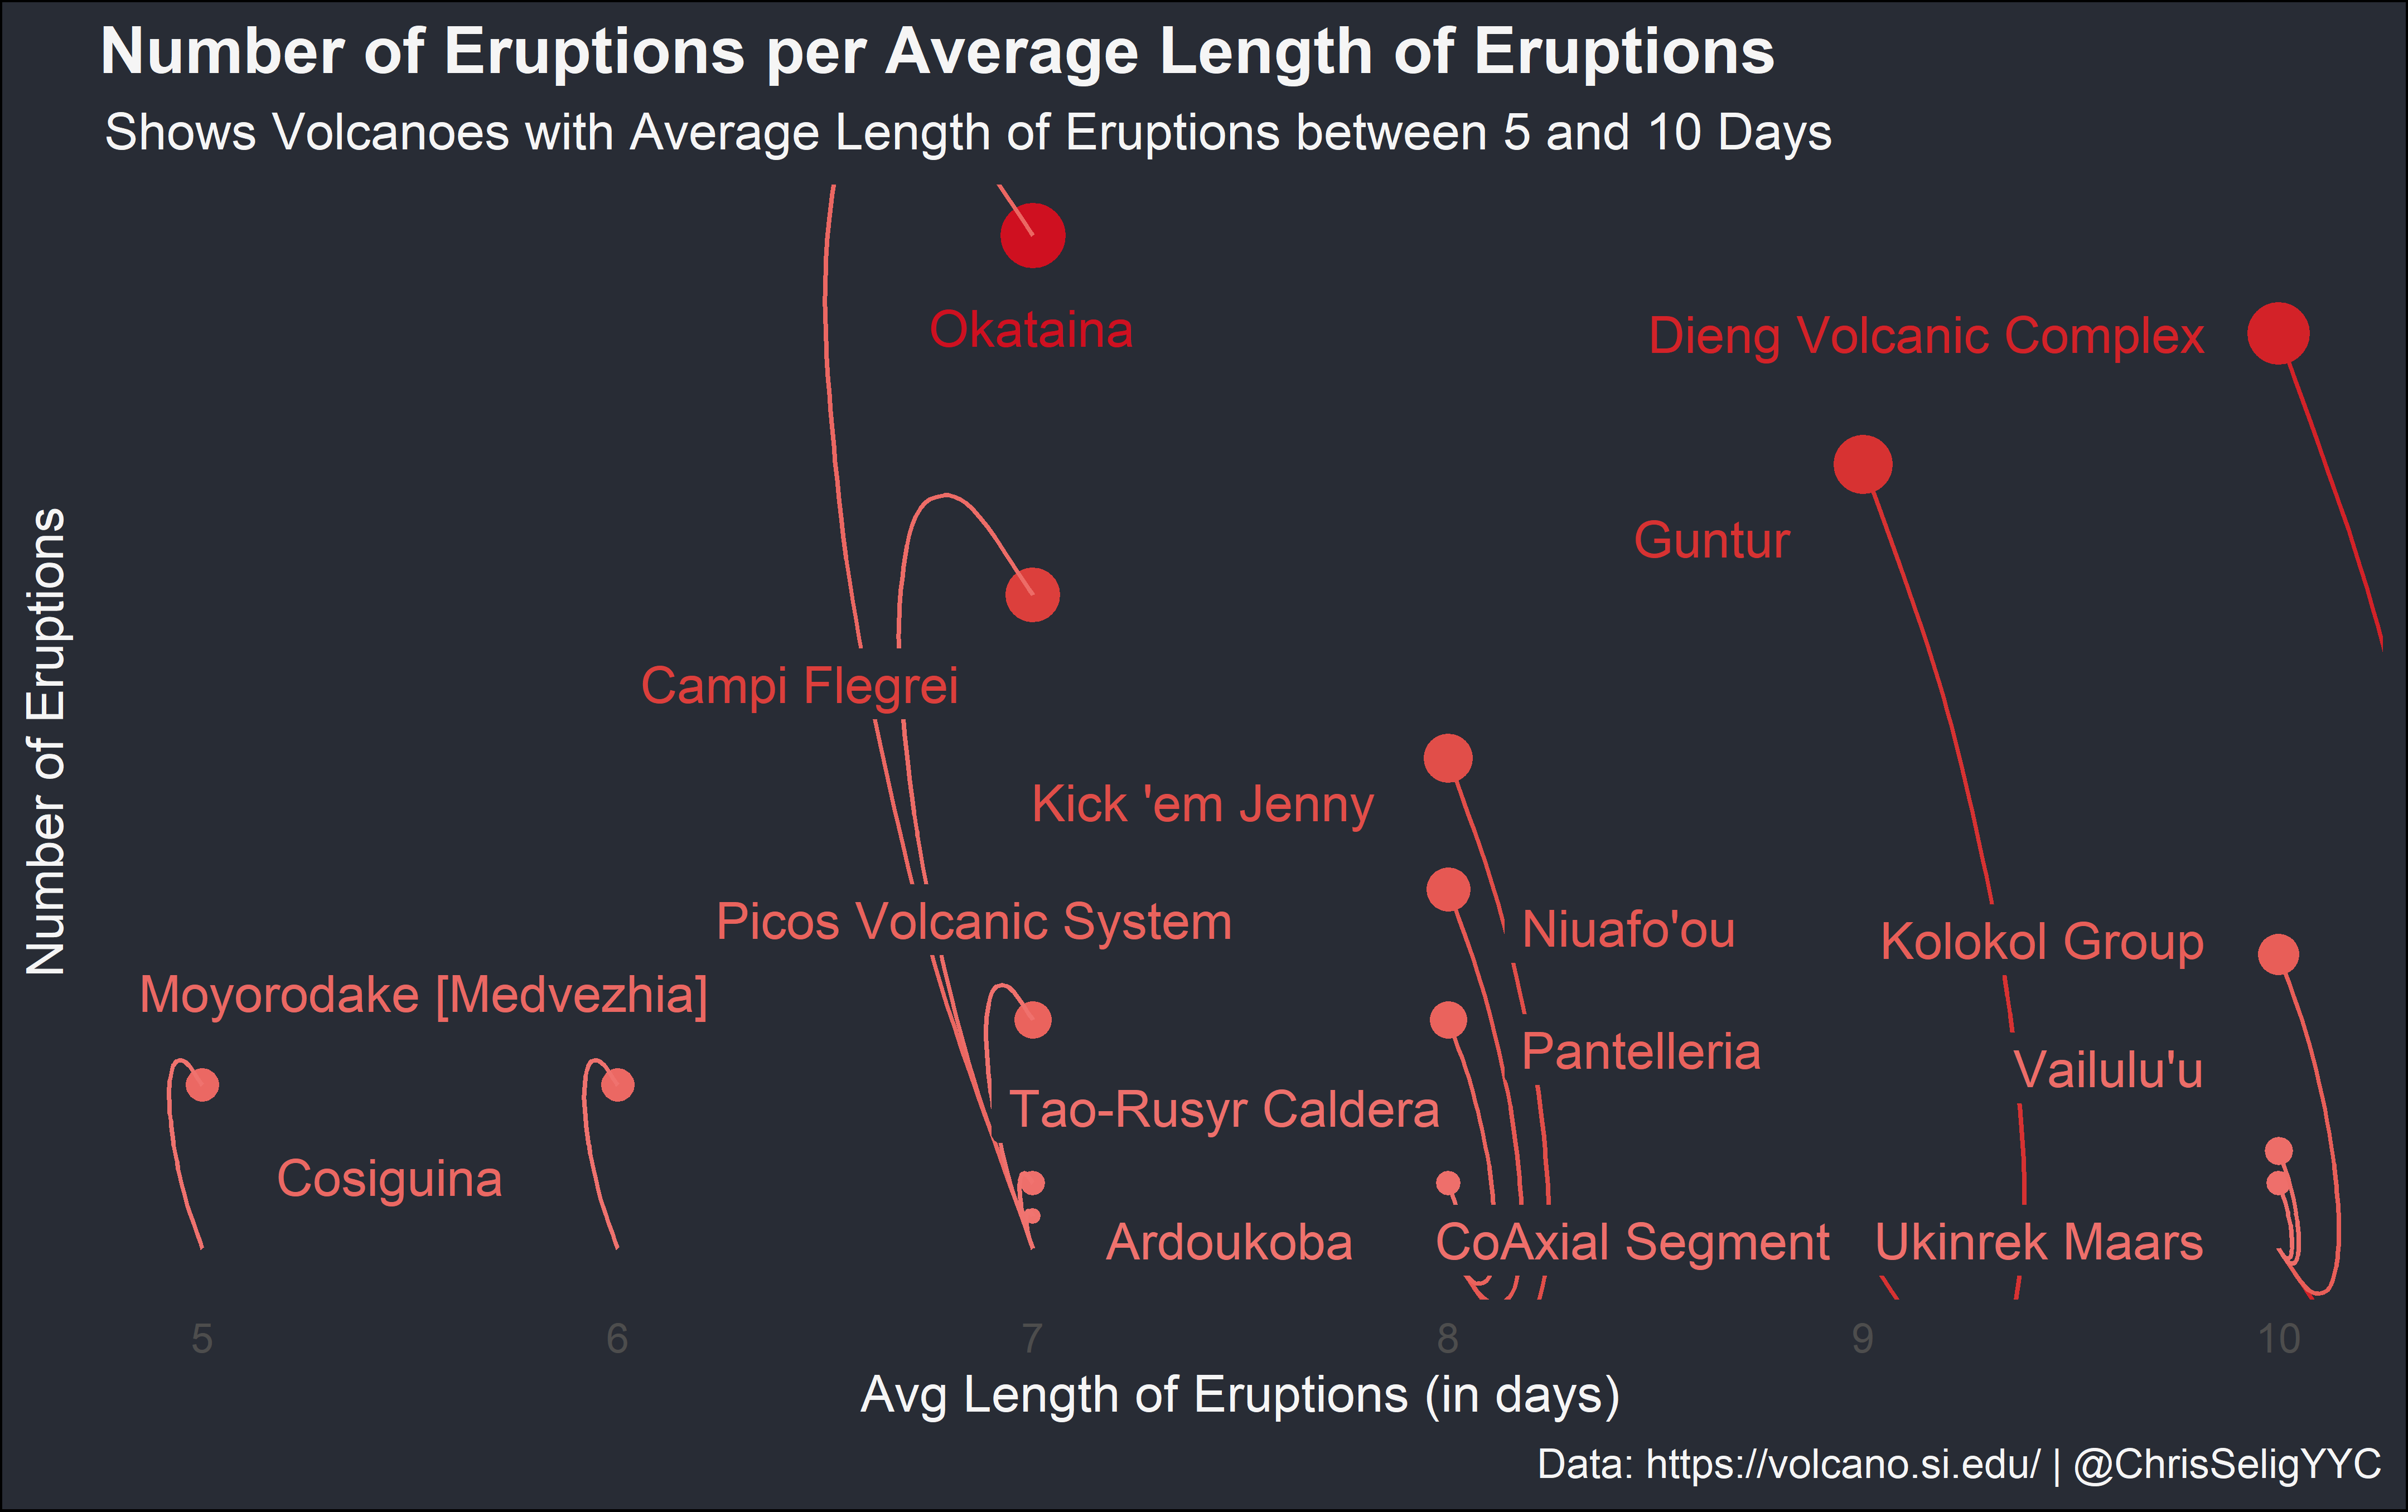 Number of Eruptions per Average Length of Eruptions
Shows Volcanoes with Average Length of Eruptions between 5 and 10 Days
Number of Eruptions
Okataina
Dieng Volcanic Complex
Guntur
Campi Flegrei
Kick 'em Jenny
Picos Volcanic System
Niuafo'ou
Kolokol Group
Moyorodake [Medvezhia]
Pantelleria
Vailulu'u
Tao-Rusyr Caldera
Cosiguina
Ardoukoba
CoAxial Segment
Ukinrek Maars
5 6 7 8 9 10
Avg Length of Eruptions (in days)
Data: https://volcano.si.edu/ | @ChrisSeligYYC